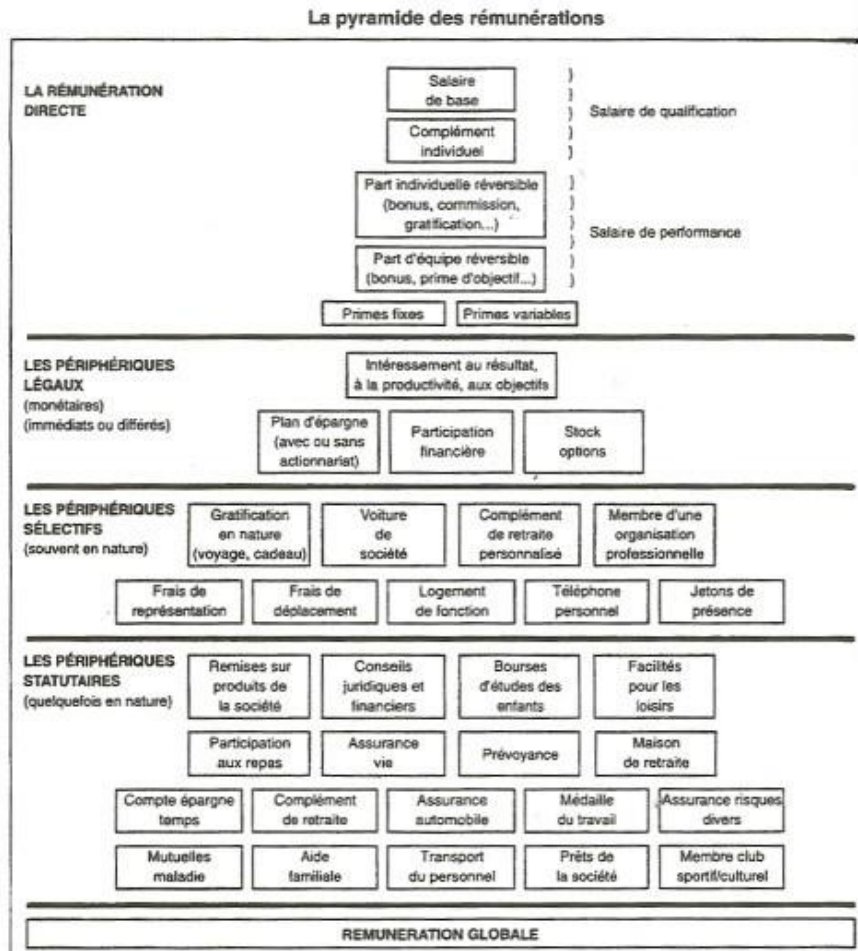 La pyramide des rémunérations
LA RÉMUNÉRATION
DIRECTE
Salaire
de base
Complément
individuel
Salaire de qualification
Part individuelle réversible
(bonus, commission,
gratification...)
Part d'équipe réversible
(bonus, prime d'objectif...)
Salaire de performance
Primes fixes
Primes variables
LES PÉRIPHÉRIQUES
LÉGAUX
(monétaires)
(immédiats ou différés)
Intéressement au résultat,
à la productivité, aux objectifs
Plan d'épargne
(avec ou sans
actionnariat)
Participation
financière
Stock
options
LES PÉRIPHÉRIQUES
SÉLECTIFS
(souvent en nature)
Gratification
en nature
(voyage, cadeau)
Voiture
de
société
Complément
de retraite
personnalisé
Membre d'une
organisation
professionnelle
Frais de
représentation
Frais de
déplacement
Logement
de fonction
Téléphone
personnel
Jetons de
présence
LES PÉRIPHÉRIQUES
STATUTAIRES
(quelquefois en nature)
Remises sur
produits de
la société
Conseils
juridiques et
financiers
Bourses
d'études des
enfants
Facilités
pour les
loisirs
Participation
aux repas
Assurance
vie
Prévoyance
Maison
de retraite
Compte épargne
temps
Complément
de retraite
Assurance
automobile
Médaille
du travail
Assurance risques
divers
Mutuelles
maladie
Aide
familiale
Transport
du personnel
Prêts de
la société
Membre club
sportif/culturel
REMUNERATION GLOBALE